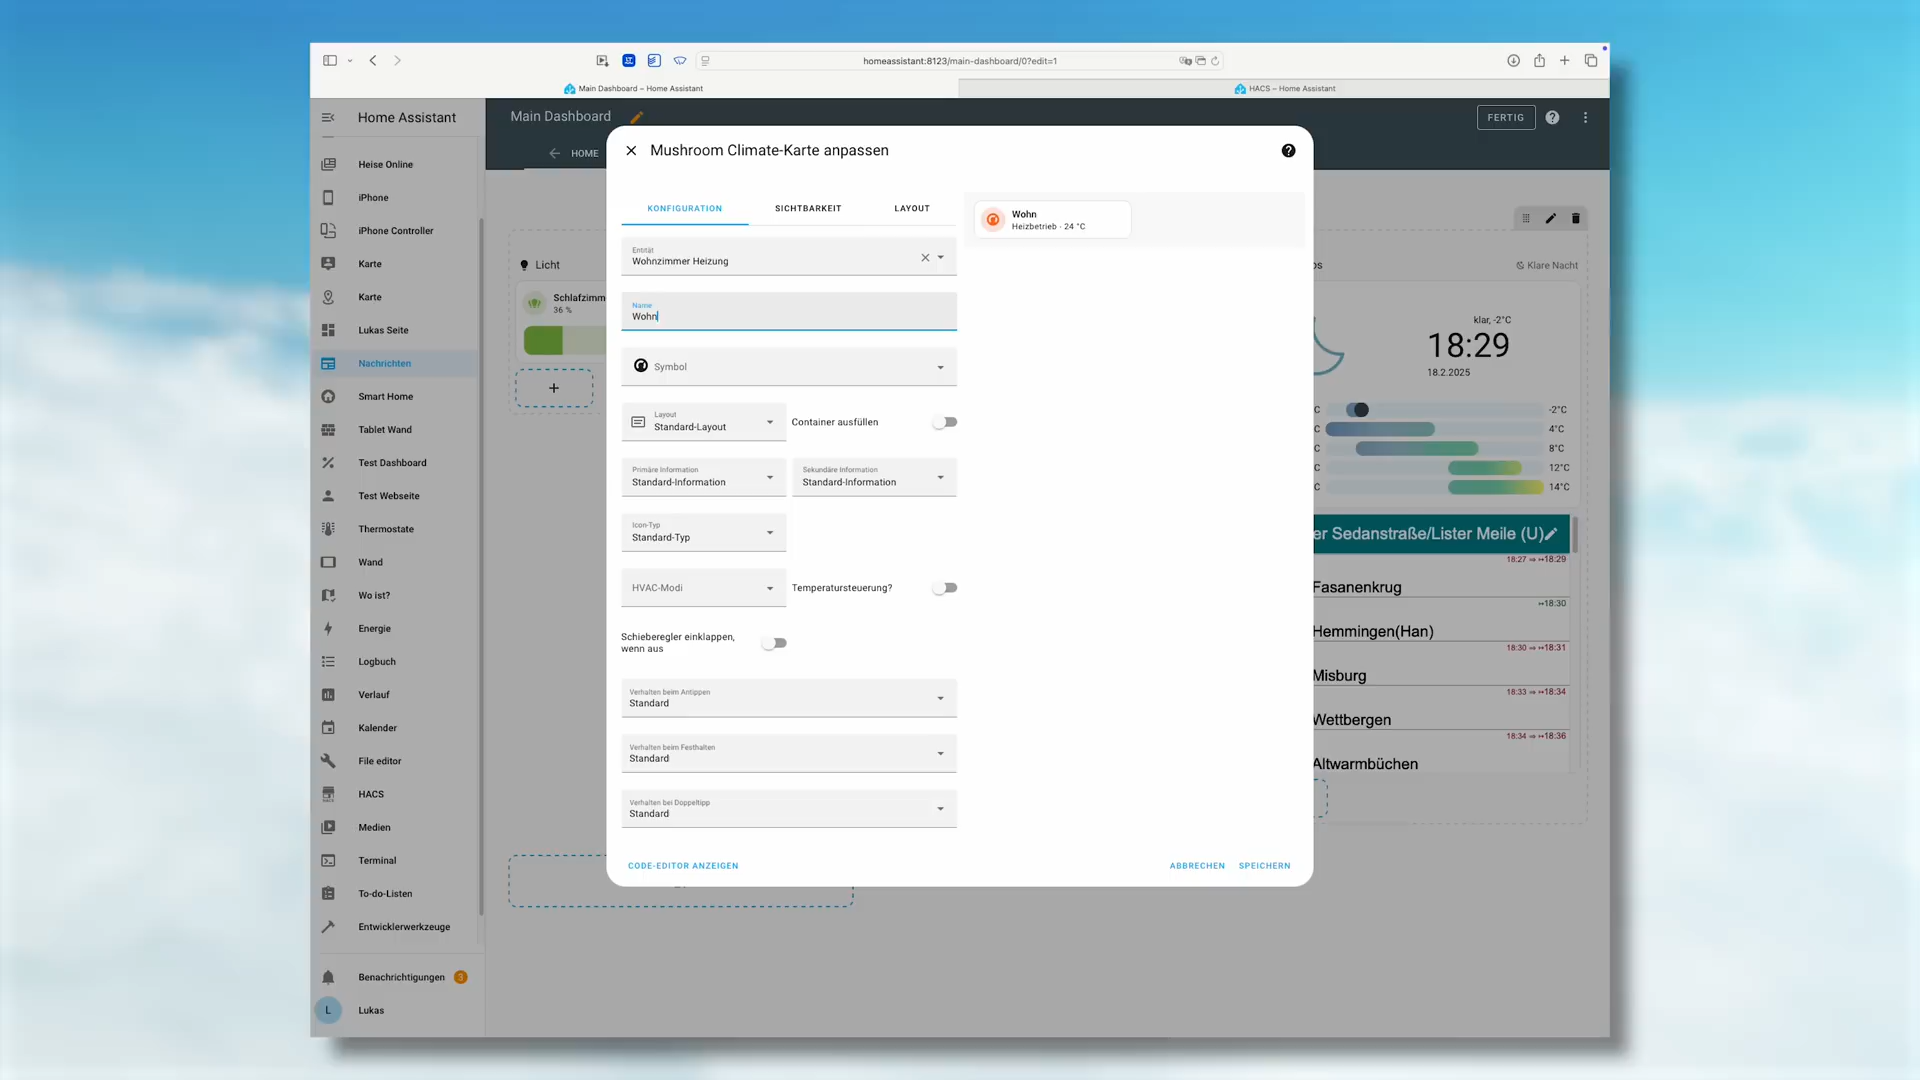 homeassistant:8123/main-dashboard/0?edit=1
Main Dashboard – Home Assistant
HACS – Home Assistant
Home Assistant
Main Dashboard
FERTIG
HOME
Heise Online
iPhone
iPhone Controller
Karte
Karte
Lukas Seite
Nachrichten
Smart Home
Tablet Wand
Test Dashboard
Test Webseite
Thermostate
Wand
Wo ist?
Energie
Logbuch
Verlauf
Kalender
File editor
HACS
Medien
Terminal
To-do-Listen
Entwicklerwerkzeuge
Benachrichtigungen 3
L Lukas
Licht
Schlafzimm
36 %
Mushroom Climate-Karte anpassen
KONFIGURATION
SICHTBARKEIT
LAYOUT
Entität
Wohnzimmer Heizung
Name
Wohn
Symbol
Layout
Standard-Layout
Container ausfüllen
Primäre Information
Standard-Information
Sekundäre Information
Standard-Information
Icon-Typ
Standard-Typ
HVAC-Modi
Temperatursteuerung?
Schieberegler einklappen,
wenn aus
Verhalten beim Antippen
Standard
Verhalten beim Festhalten
Standard
Verhalten bei Doppeltipp
Standard
CODE-EDITOR ANZEIGEN
ABBRECHEN
SPEICHERN
Wohn
Heizbetrieb · 24 °C
os
Klare Nacht
klar, -2°C
18:29
18.2.2025
C -2°C
C 4°C
C 8°C
C 12°C
C 14°C
er Sedanstraße/Lister Meile (U)
18:27 ⇒ ↦18:29
Fasanenkrug
↦18:30
Hemmingen(Han)
18:30 ⇒ ↦18:31
Misburg
18:33 ⇒ ↦18:34
Wettbergen
18:34 ⇒ ↦18:36
Altwarmbüchen